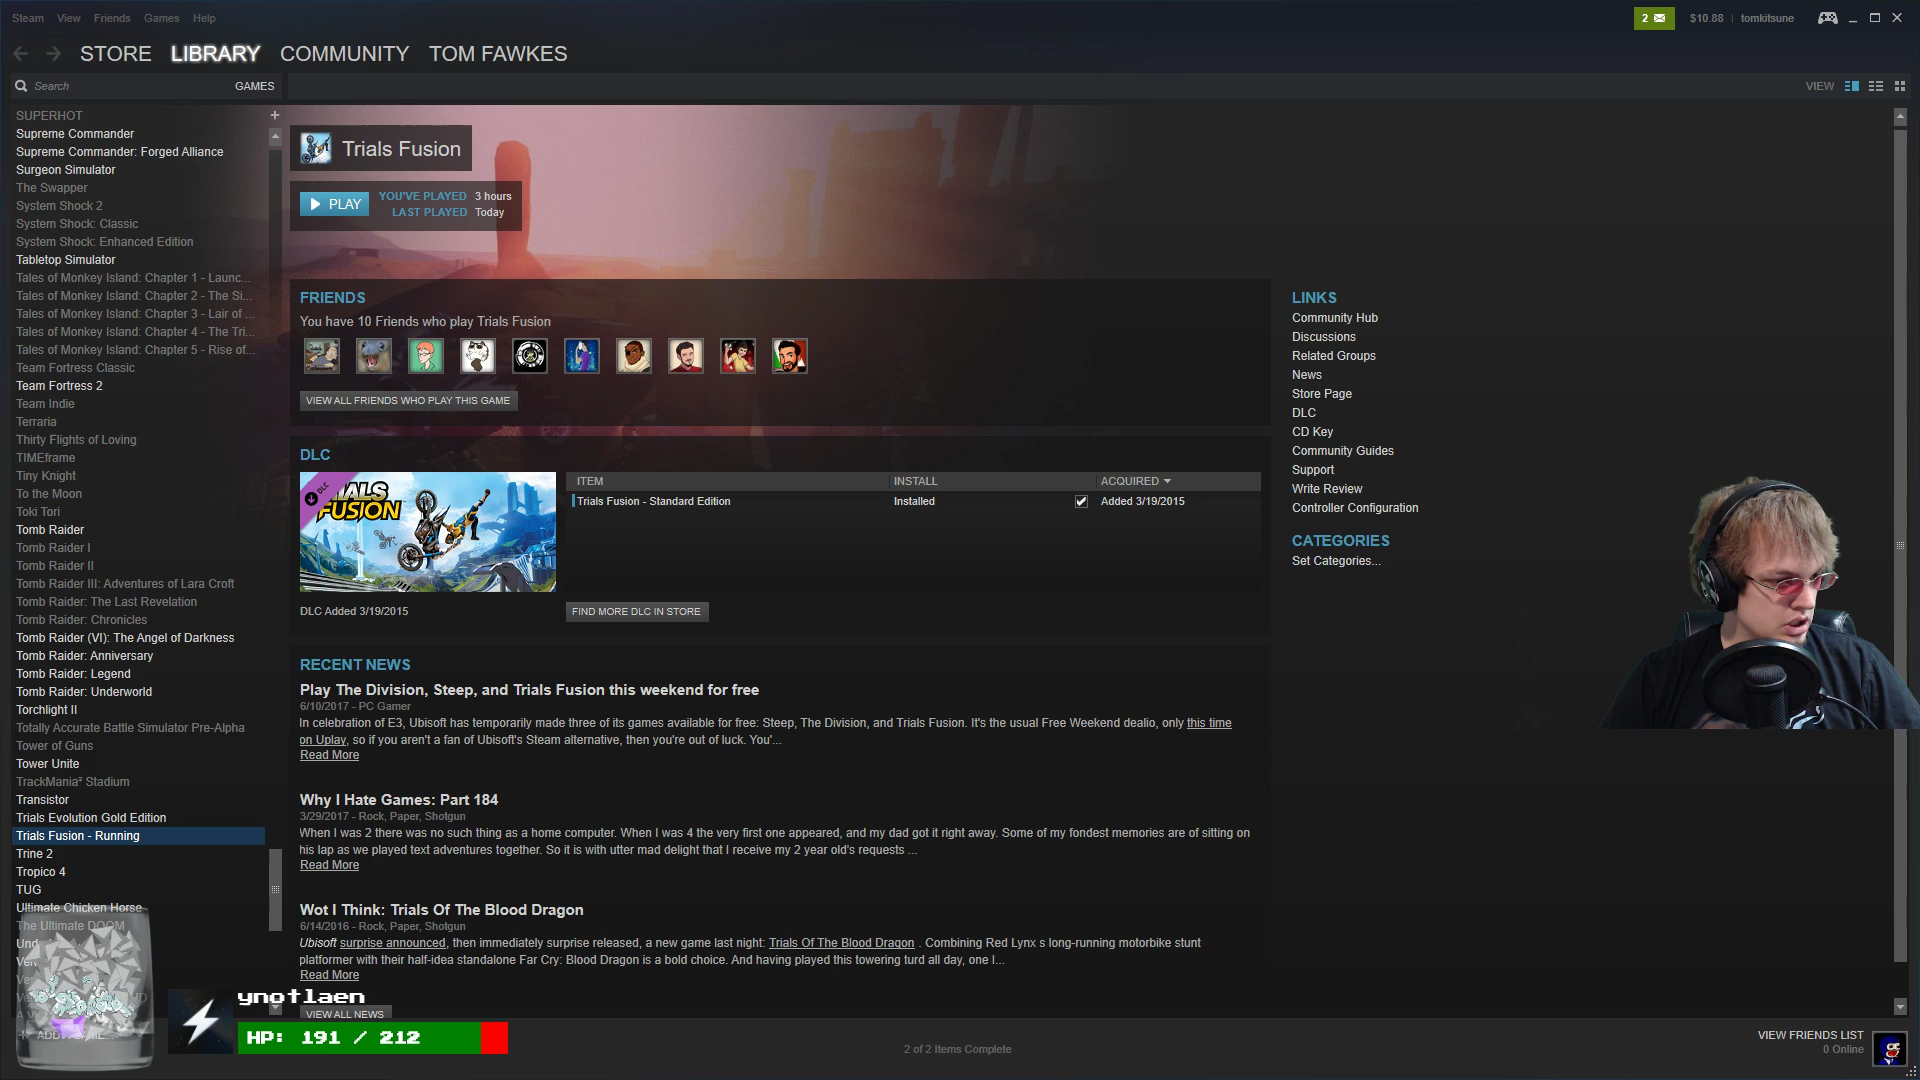 Steam View Friends Games Help
2 $10.88 | tomkitsune
STORE LIBRARY COMMUNITY TOM FAWKES
Search GAMES VIEW
SUPERHOT
Supreme Commander
Supreme Commander: Forged Alliance
Surgeon Simulator
The Swapper
System Shock 2
System Shock: Classic
System Shock: Enhanced Edition
Tabletop Simulator
Tales of Monkey Island: Chapter 1 - Launc...
Tales of Monkey Island: Chapter 2 - The Si...
Tales of Monkey Island: Chapter 3 - Lair of ...
Tales of Monkey Island: Chapter 4 - The Tri...
Tales of Monkey Island: Chapter 5 - Rise of...
Team Fortress Classic
Team Fortress 2
Team Indie
Terraria
Thirty Flights of Loving
TIMEframe
Tiny Knight
To the Moon
Toki Tori
Tomb Raider
Tomb Raider I
Tomb Raider II
Tomb Raider III: Adventures of Lara Croft
Tomb Raider: The Last Revelation
Tomb Raider: Chronicles
Tomb Raider (VI): The Angel of Darkness
Tomb Raider: Anniversary
Tomb Raider: Legend
Tomb Raider: Underworld
Torchlight II
Totally Accurate Battle Simulator Pre-Alpha
Tower of Guns
Tower Unite
TrackMania² Stadium
Transistor
Trials Evolution Gold Edition
Trials Fusion - Running
Trine 2
Tropico 4
TUG
Ultimate Chicken Horse
The Ultimate DOOM
Trials Fusion
PLAY
YOU'VE PLAYED 3 hours
LAST PLAYED Today
FRIENDS
You have 10 Friends who play Trials Fusion
VIEW ALL FRIENDS WHO PLAY THIS GAME
DLC
DLC
TRIALS FUSION
ITEM INSTALL ACQUIRED
Trials Fusion - Standard Edition Installed Added 3/19/2015
DLC Added 3/19/2015
FIND MORE DLC IN STORE
RECENT NEWS
Play The Division, Steep, and Trials Fusion this weekend for free
6/10/2017 - PC Gamer
In celebration of E3, Ubisoft has temporarily made three of its games available for free: Steep, The Division, and Trials Fusion. It's the usual Free Weekend dealio, only this time
on Uplay, so if you aren't a fan of Ubisoft's Steam alternative, then you're out of luck. You'...
Read More
Why I Hate Games: Part 184
3/29/2017 - Rock, Paper, Shotgun
When I was 2 there was no such thing as a home computer. When I was 4 the very first one appeared, and my dad got it right away. Some of my fondest memories are of sitting on
his lap as we played text adventures together. So it is with utter mad delight that I receive my 2 year old's requests ...
Read More
Wot I Think: Trials Of The Blood Dragon
6/14/2016 - Rock, Paper, Shotgun
Ubisoft surprise announced, then immediately surprise released, a new game last night: Trials Of The Blood Dragon . Combining Red Lynx s long-running motorbike stunt
platformer with their half-idea standalone Far Cry: Blood Dragon is a bold choice. And having played this towering turd all day, one I...
Read More
VIEW ALL NEWS
LINKS
Community Hub
Discussions
Related Groups
News
Store Page
DLC
CD Key
Community Guides
Support
Write Review
Controller Configuration
CATEGORIES
Set Categories...
ynotlaen
HP: 191 / 212
2 of 2 Items Complete
VIEW FRIENDS LIST
0 Online